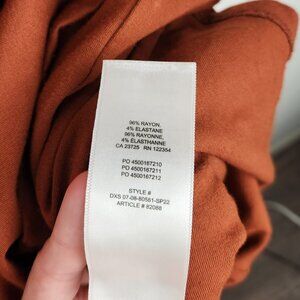 96% RAYON,
4% ELASTANE
96% RAYONNE,
4% ÉLASTHANNE
CA 23725 RN 122354
PO 4500167210
PO 4500167211
PO 4500167212
STYLE #
DXS 07-08-80561-SP22
ARTICLE # 82088